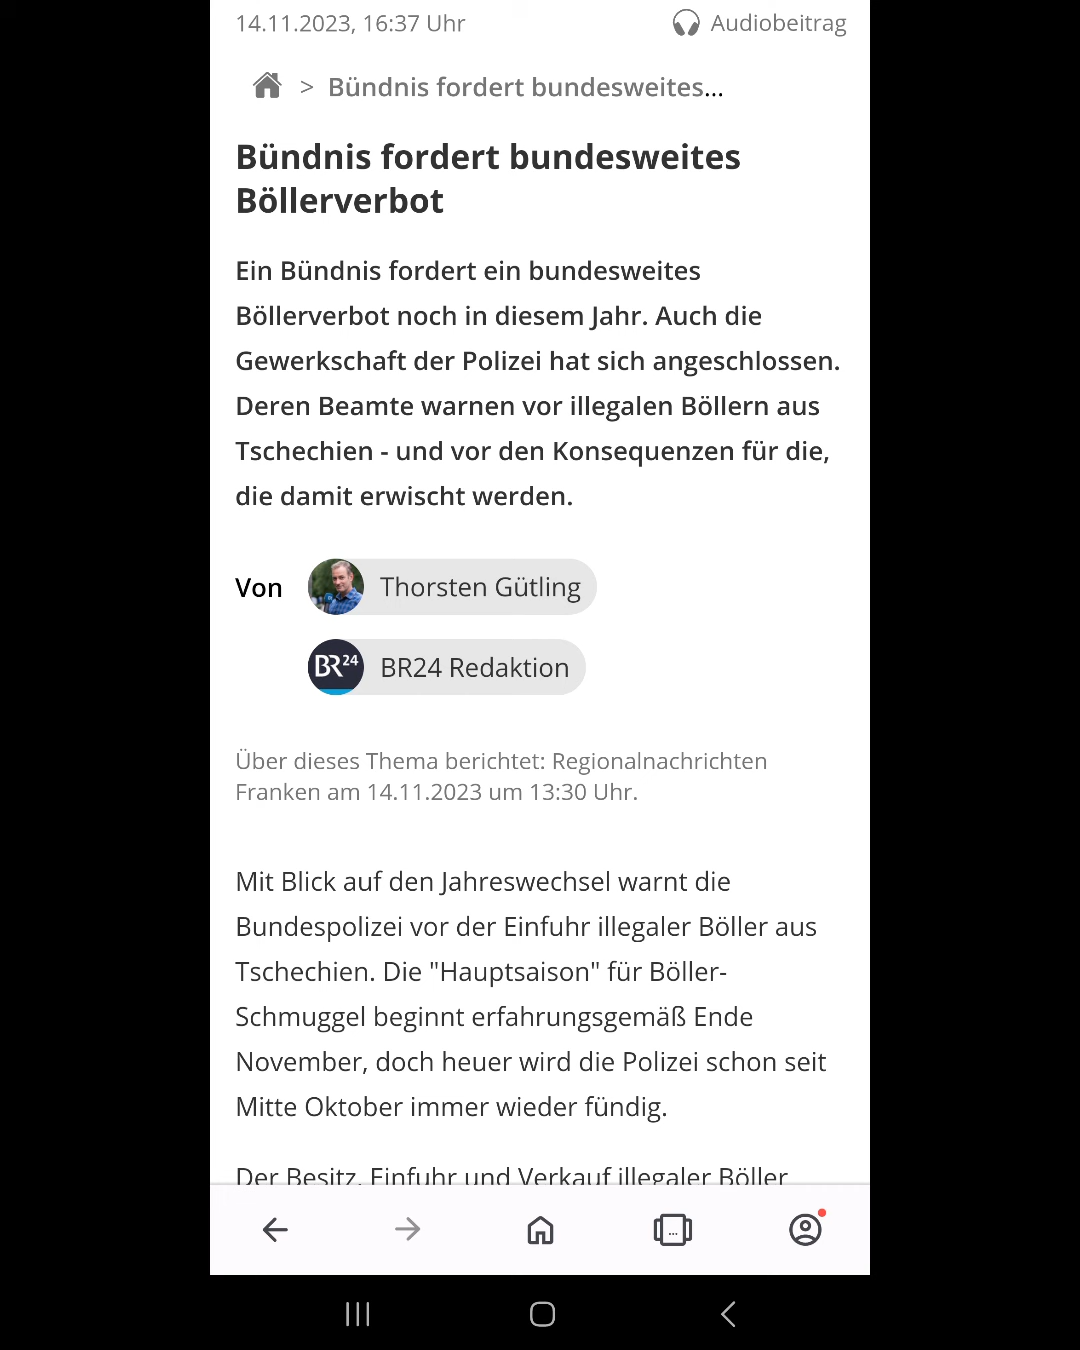 14.11.2023, 16:37 Uhr
Audiobeitrag
> Bündnis fordert bundesweites...
Bündnis fordert bundesweites
Böllerverbot
Ein Bündnis fordert ein bundesweites
Böllerverbot noch in diesem Jahr. Auch die
Gewerkschaft der Polizei hat sich angeschlossen.
Deren Beamte warnen vor illegalen Böllern aus
Tschechien - und vor den Konsequenzen für die,
die damit erwischt werden.
Von
Thorsten Gütling
BR24
BR24 Redaktion
Über dieses Thema berichtet: Regionalnachrichten
Franken am 14.11.2023 um 13:30 Uhr.
Mit Blick auf den Jahreswechsel warnt die
Bundespolizei vor der Einfuhr illegaler Böller aus
Tschechien. Die "Hauptsaison" für Böller-
Schmuggel beginnt erfahrungsgemäß Ende
November, doch heuer wird die Polizei schon seit
Mitte Oktober immer wieder fündig.
Der Besitz, Einfuhr und Verkauf illegaler Böller